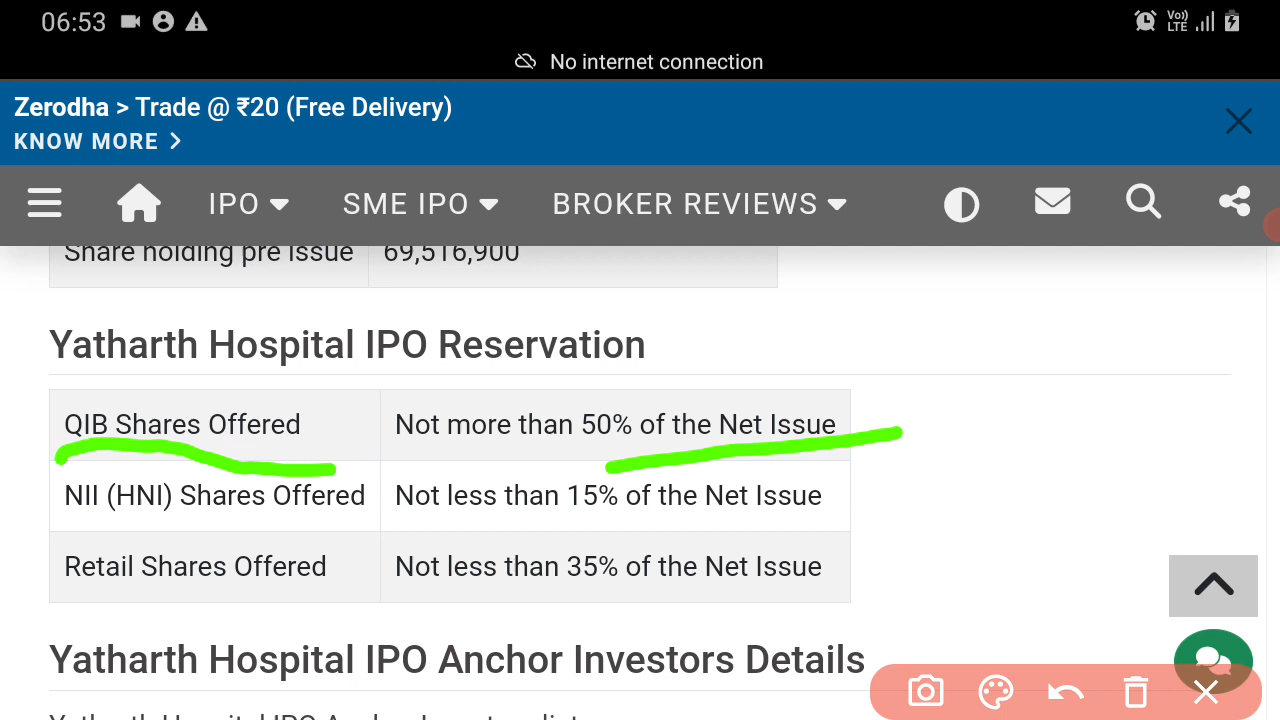 06:53
Vo)) LTE
No internet connection
Zerodha > Trade @ ₹20 (Free Delivery)
KNOW MORE
IPO SME IPO BROKER REVIEWS
Share holding pre issue 69,516,900
Yatharth Hospital IPO Reservation
QIB Shares Offered Not more than 50% of the Net Issue
NII (HNI) Shares Offered Not less than 15% of the Net Issue
Retail Shares Offered Not less than 35% of the Net Issue
Yatharth Hospital IPO Anchor Investors Details